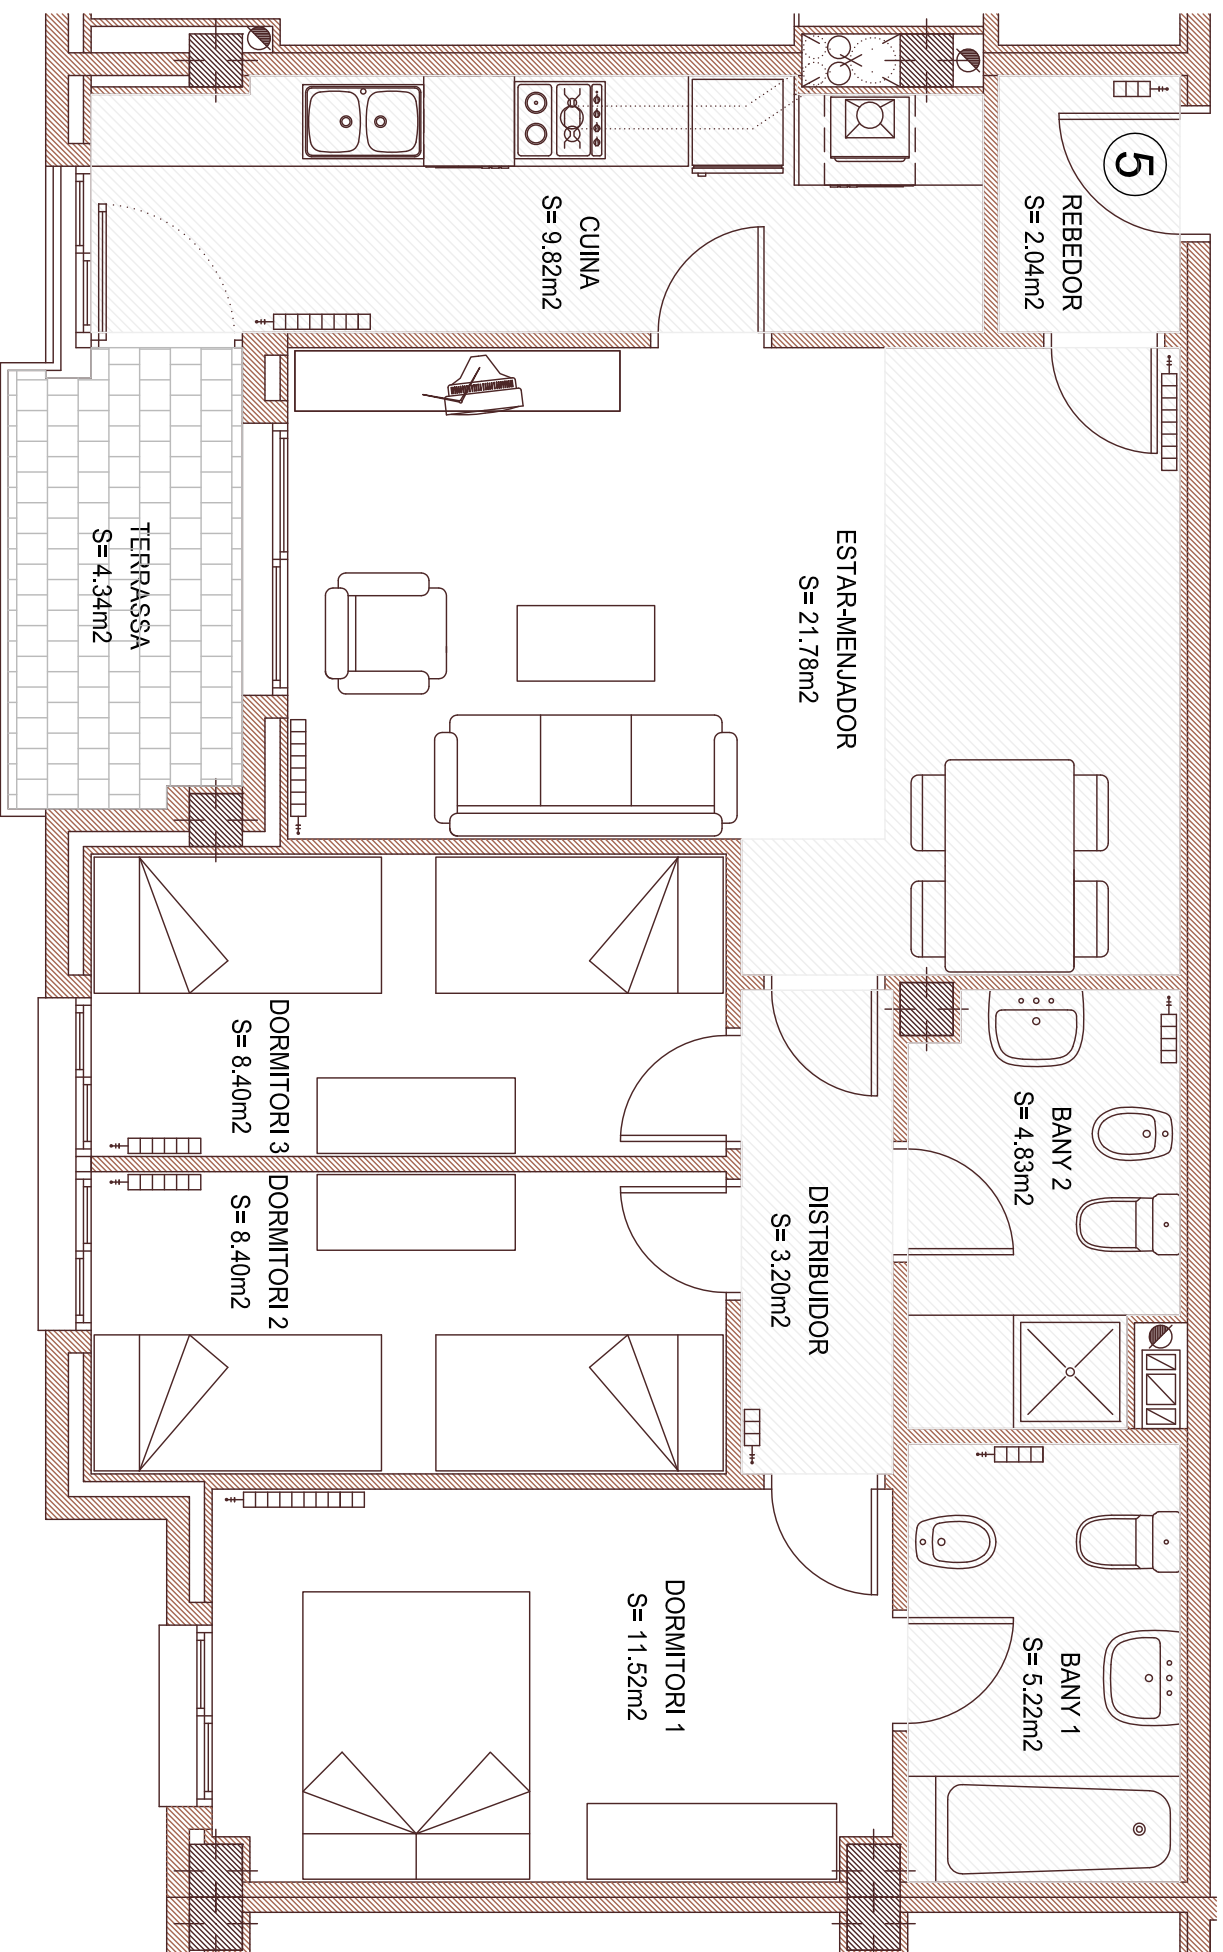 5
REBEDOR
S= 2.04m2
CUINA
S= 9.82m2
ESTAR-MENJADOR
S= 21.78m2
TERRASSA
S= 4.34m2
DORMITORI 3
S= 8.40m2
DORMITORI 2
S= 8.40m2
DISTRIBUIDOR
S= 3.20m2
BANY 2
S= 4.83m2
BANY 1
S= 5.22m2
DORMITORI 1
S= 11.52m2